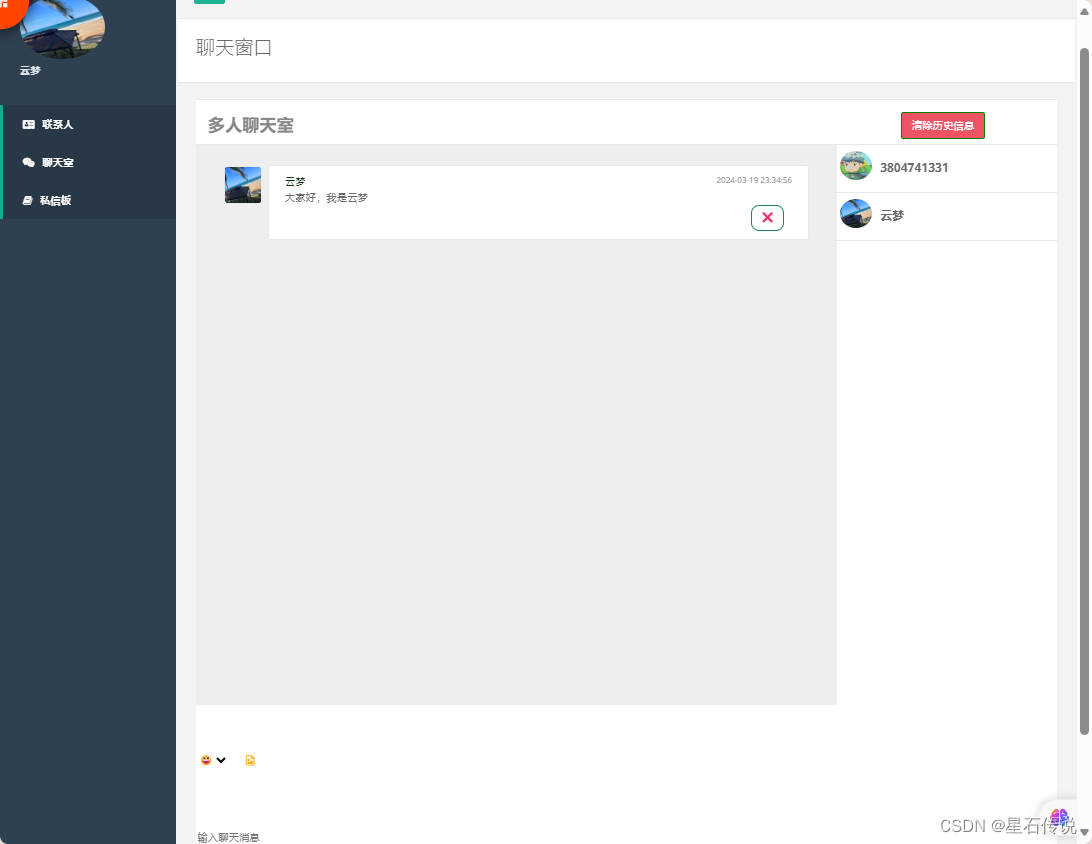 云梦
联系人
聊天室
私信板
聊天窗口
多人聊天室
清除历史信息
云梦
2024-03-19 23:34:56
大家好，我是云梦
3804741331
云梦
输入聊天消息
CSDN @星石传说